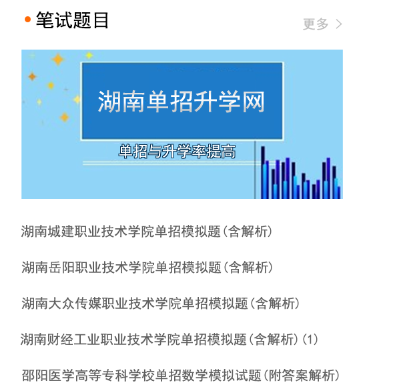 笔试题目
更多
湖南单招升学网
单招与升学率提高
湖南城建职业技术学院单招模拟题(含解析)
湖南岳阳职业技术学院单招模拟题(含解析)
湖南大众传媒职业技术学院单招模拟题(含解析)
湖南财经工业职业技术学院单招模拟题(含解析)(1)
邵阳医学高等专科学校单招数学模拟试题(附答案解析)